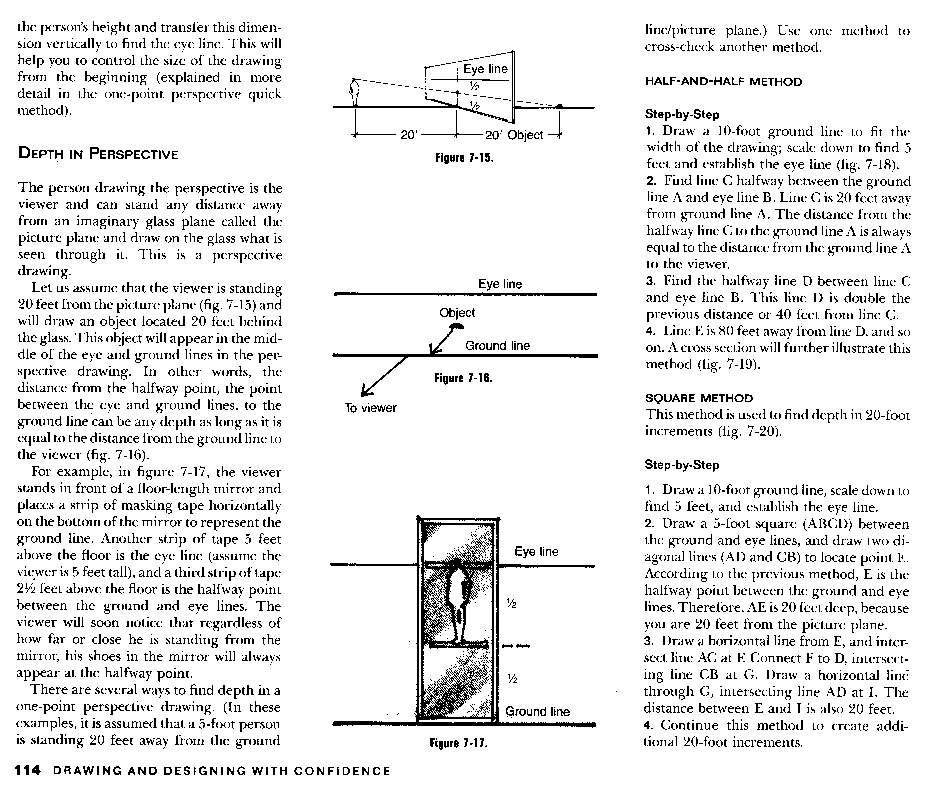 the person's height and transfer this dimen-
sion vertically to find the eye line. This will
help you to control the size of the drawing
from the beginning (explained in more
detail in the one-point perspective quick
method).
DEPTH IN PERSPECTIVE
The person drawing the perspective is the
viewer and can stand any distance away
from an imaginary glass plane called the
picture plane and draw on the glass what is
seen through it. This is a perspective
drawing.
Let us assume that the viewer is standing
20 feet from the picture plane (fig. 7-15) and
will draw an object located 20 feet behind
the glass. This object will appear in the mid-
dle of the eye and ground lines in the per-
spective drawing. In other words, the
distance from the halfway point, the point
between the eye and ground lines, to the
ground line can be any depth as long as it is
equal to the distance from the ground line to
the viewer (fig. 7-16).
For example, in figure 7-17, the viewer
stands in front of a floor-length mirror and
places a strip of masking tape horizontally
on the bottom of the mirror to represent the
ground line. Another strip of tape 5 feet
above the floor is the eye line (assume the
viewer is 5 feet tall), and a third strip of tape
2½ feet above the floor is the halfway point
between the ground and eye lines. The
viewer will soon notice that regardless of
how far or close he is standing from the
mirror, his shoes in the mirror will always
appear at the halfway point.
There are several ways to find depth in a
one-point perspective drawing. (In these
examples, it is assumed that a 5-foot person
is standing 20 feet away from the ground
Eye line
½
½
20' 20' Object
Figure 7-15.
Eye line
Object
Ground line
Figure 7-16.
To viewer
Eye line
½
½
Ground line
Figure 7-17.
line/picture plane.) Use one method to
cross-check another method.
HALF-AND-HALF METHOD
Step-by-Step
1. Draw a 10-foot ground line to fit the
width of the drawing; scale down to find 5
feet and establish the eye line (fig. 7-18).
2. Find line C halfway between the ground
line A and eye line B. Line C is 20 feet away
from ground line A. The distance from the
halfway line C to the ground line A is always
equal to the distance from the ground line A
to the viewer.
3. Find the halfway line D between line C
and eye line B. This line D is double the
previous distance or 40 feet from line C.
4. Line E is 80 feet away from line D, and so
on. A cross section will further illustrate this
method (fig. 7-19).
SQUARE METHOD
This method is used to find depth in 20-foot
increments (fig. 7-20).
Step-by-Step
1. Draw a 10-foot ground line, scale down to
find 5 feet, and establish the eye line.
2. Draw a 5-foot square (ABCD) between
the ground and eye lines, and draw two di-
agonal lines (AD and CB) to locate point E.
According to the previous method, E is the
halfway point between the ground and eye
lines. Therefore, AE is 20 feet deep, because
you are 20 feet from the picture plane.
3. Draw a horizontal line from E, and inter-
sect line AC at F. Connect F to D, intersect-
ing line CB at G. Draw a horizontal line
through G, intersecting line AD at I. The
distance between E and I is also 20 feet.
4. Continue this method to create addi-
tional 20-foot increments.
114 DRAWING AND DESIGNING WITH CONFIDENCE